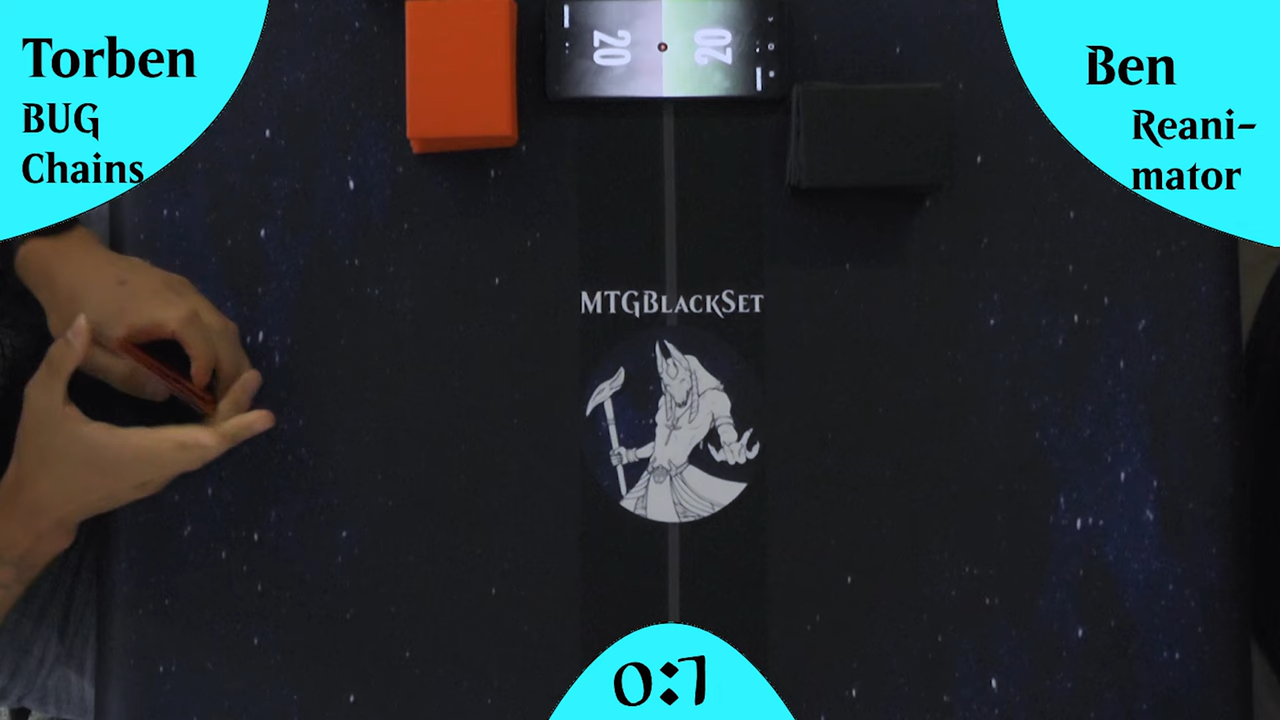 Torben
BUG
Chains
20
20
Ben
Reani-
mator
MTGBlackSet
0:1